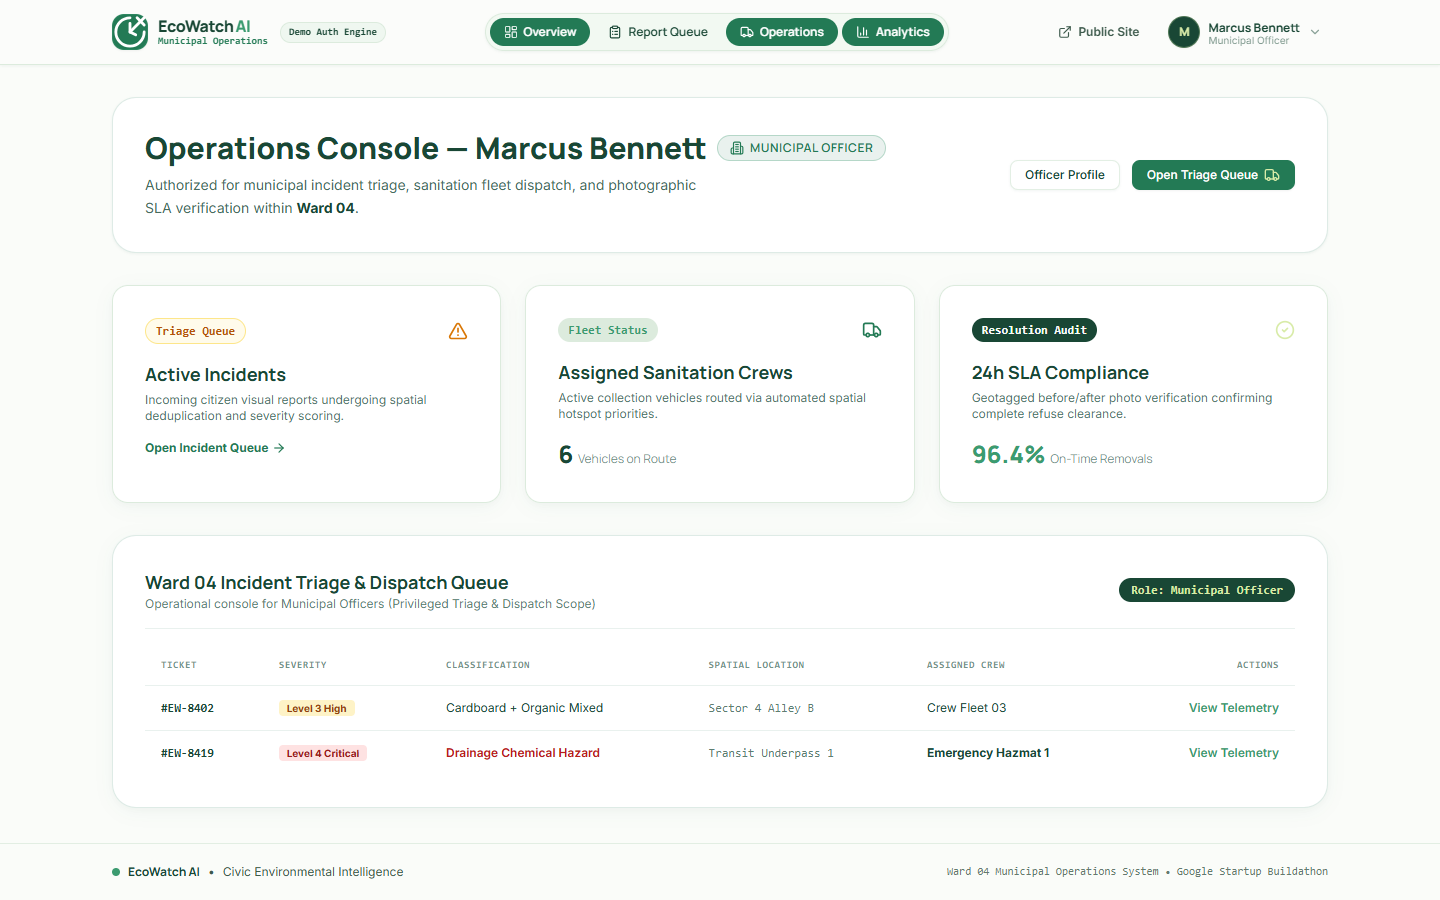 EcoWatch AI
Municipal Operations
Demo Auth Engine
Overview
Report Queue
Operations
Analytics
Public Site
M
Marcus Bennett
Municipal Officer
Operations Console — Marcus Bennett
MUNICIPAL OFFICER
Authorized for municipal incident triage, sanitation fleet dispatch, and photographic
SLA verification within Ward 04.
Officer Profile
Open Triage Queue
Triage Queue
Active Incidents
Incoming citizen visual reports undergoing spatial
deduplication and severity scoring.
Open Incident Queue →
Fleet Status
Assigned Sanitation Crews
Active collection vehicles routed via automated spatial
hotspot priorities.
6 Vehicles on Route
Resolution Audit
24h SLA Compliance
Geotagged before/after photo verification confirming
complete refuse clearance.
96.4% On-Time Removals
Ward 04 Incident Triage & Dispatch Queue
Operational console for Municipal Officers (Privileged Triage & Dispatch Scope)
Role: Municipal Officer
TICKET SEVERITY CLASSIFICATION SPATIAL LOCATION ASSIGNED CREW ACTIONS
#EW-8402 Level 3 High Cardboard + Organic Mixed Sector 4 Alley B Crew Fleet 03 View Telemetry
#EW-8419 Level 4 Critical Drainage Chemical Hazard Transit Underpass 1 Emergency Hazmat 1 View Telemetry
EcoWatch AI • Civic Environmental Intelligence
Ward 04 Municipal Operations System • Google Startup Buildathon